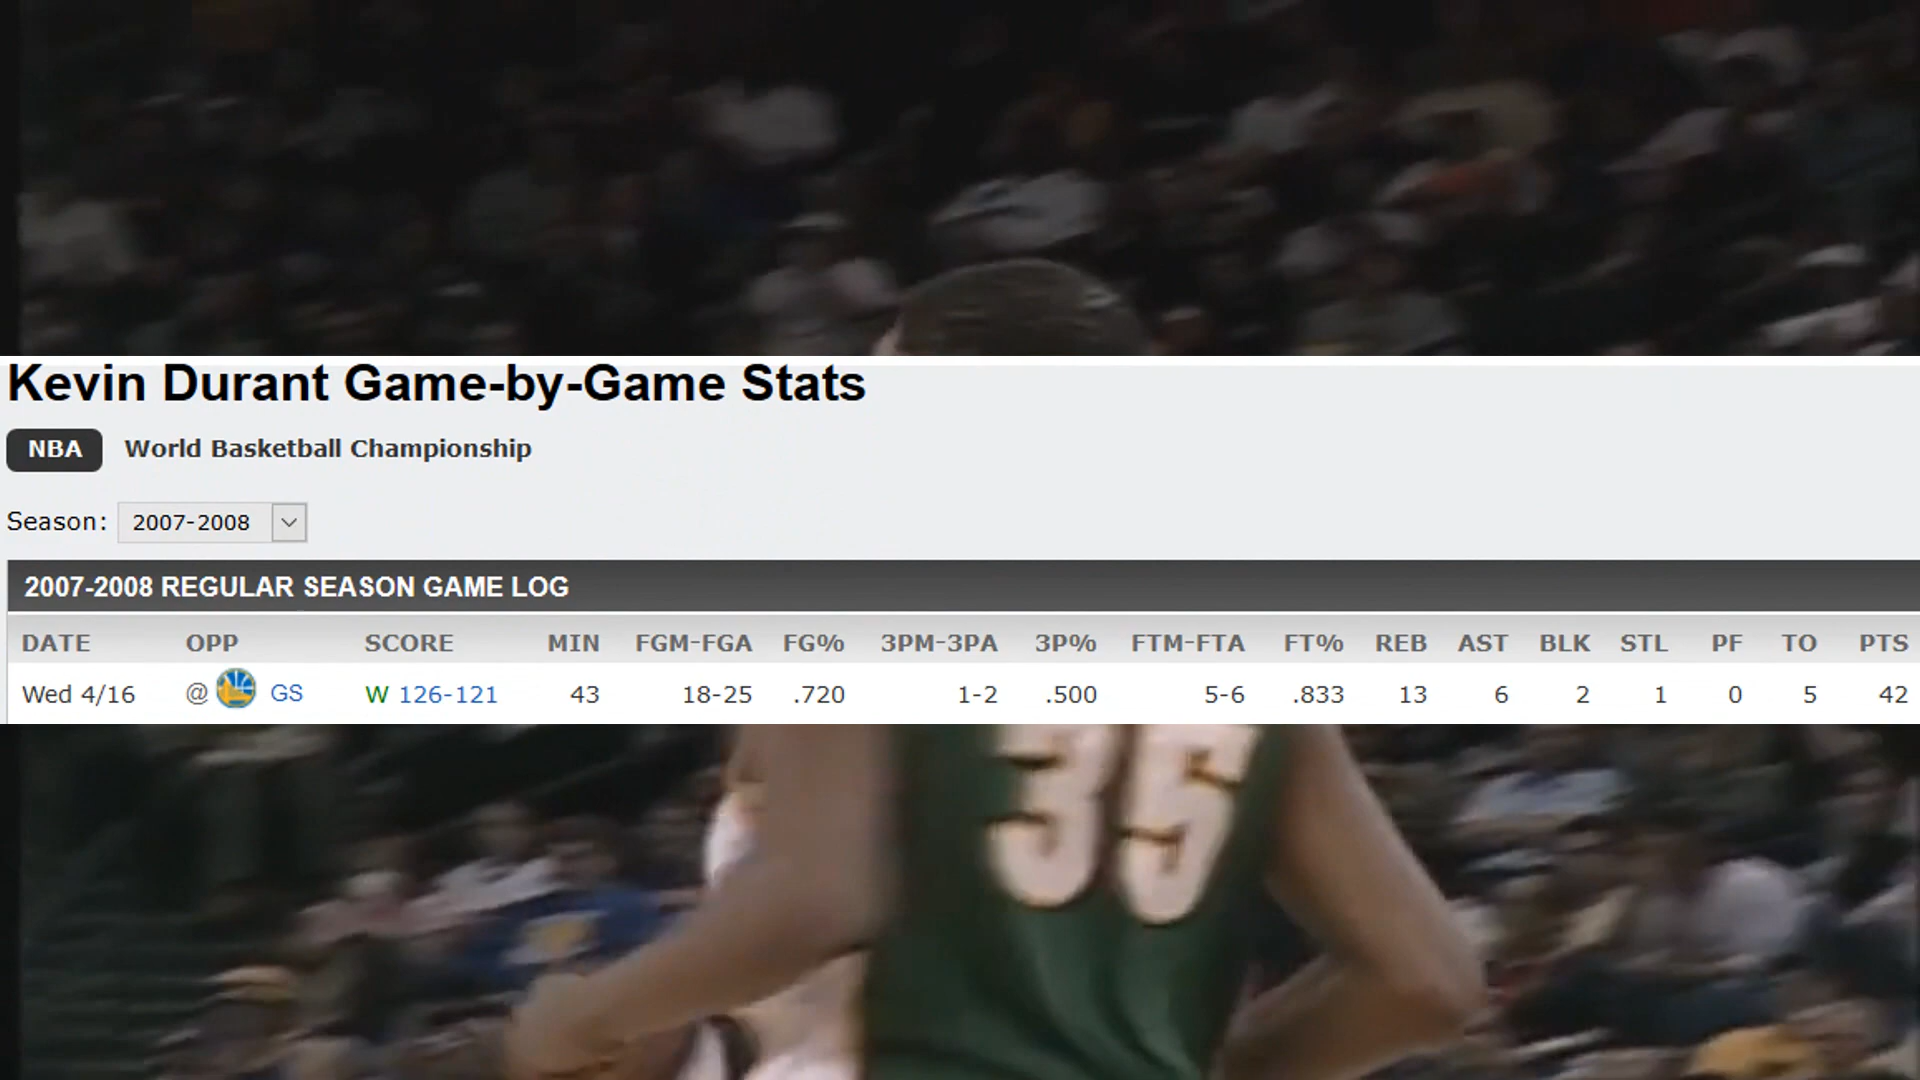 Kevin Durant Game-by-Game Stats
NBA World Basketball Championship
Season: 2007-2008
2007-2008 REGULAR SEASON GAME LOG
DATE OPP SCORE MIN FGM-FGA FG% 3PM-3PA 3P% FTM-FTA FT% REB AST BLK STL PF TO PTS
Wed 4/16 @ GS W 126-121 43 18-25 .720 1-2 .500 5-6 .833 13 6 2 1 0 5 42
35